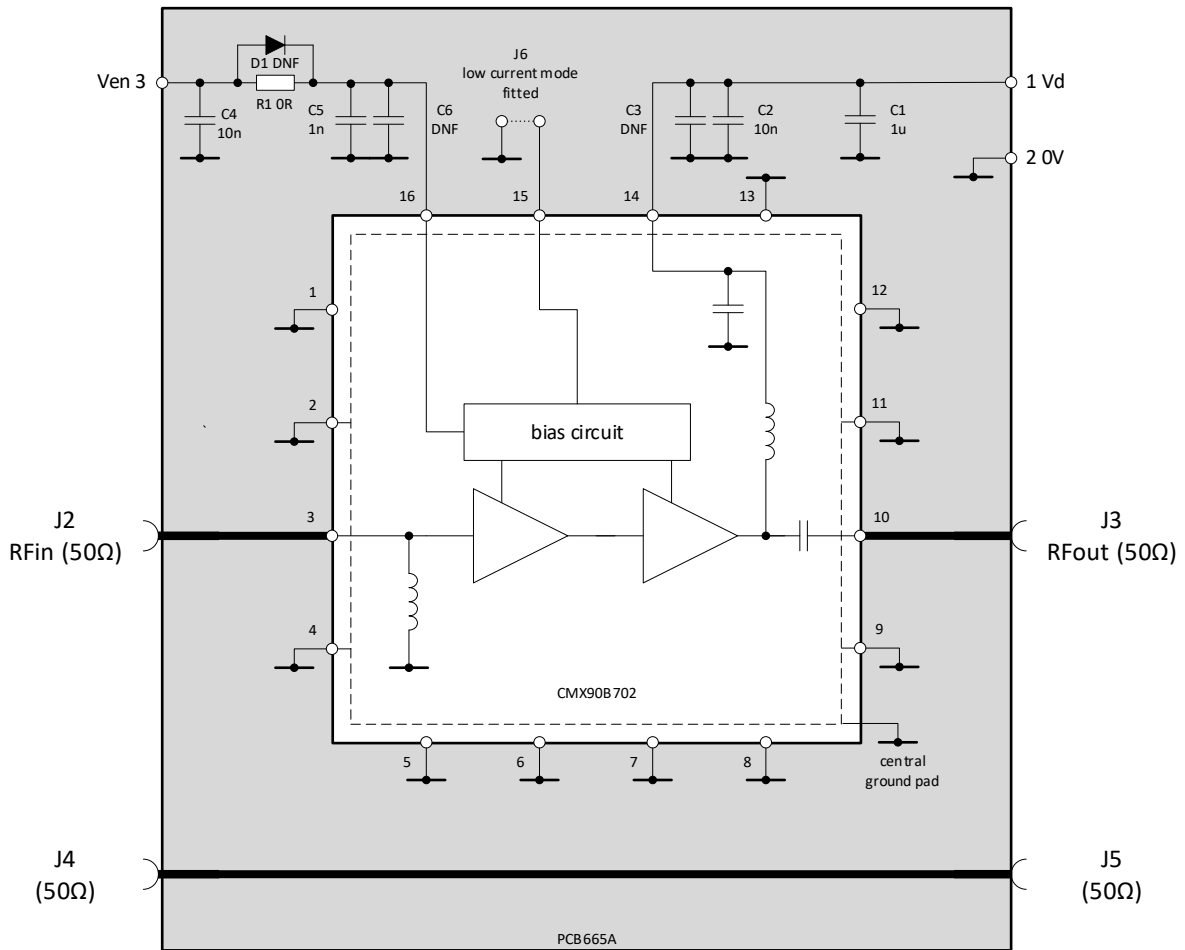 J6
low current mode
fitted
D1 DNF
Ven 3
R1 0R
C4
10n
C5
1n
C6
DNF
C3
DNF
C2
10n
C1
1u
1 Vd
2 0V
16
15
14
13
1
12
2
11
bias circuit
J2
RFin (50Ω)
3
10
J3
RFout (50Ω)
4
9
CMX90B702
5
6
7
8
central
ground pad
J4
(50Ω)
J5
(50Ω)
PCB665A